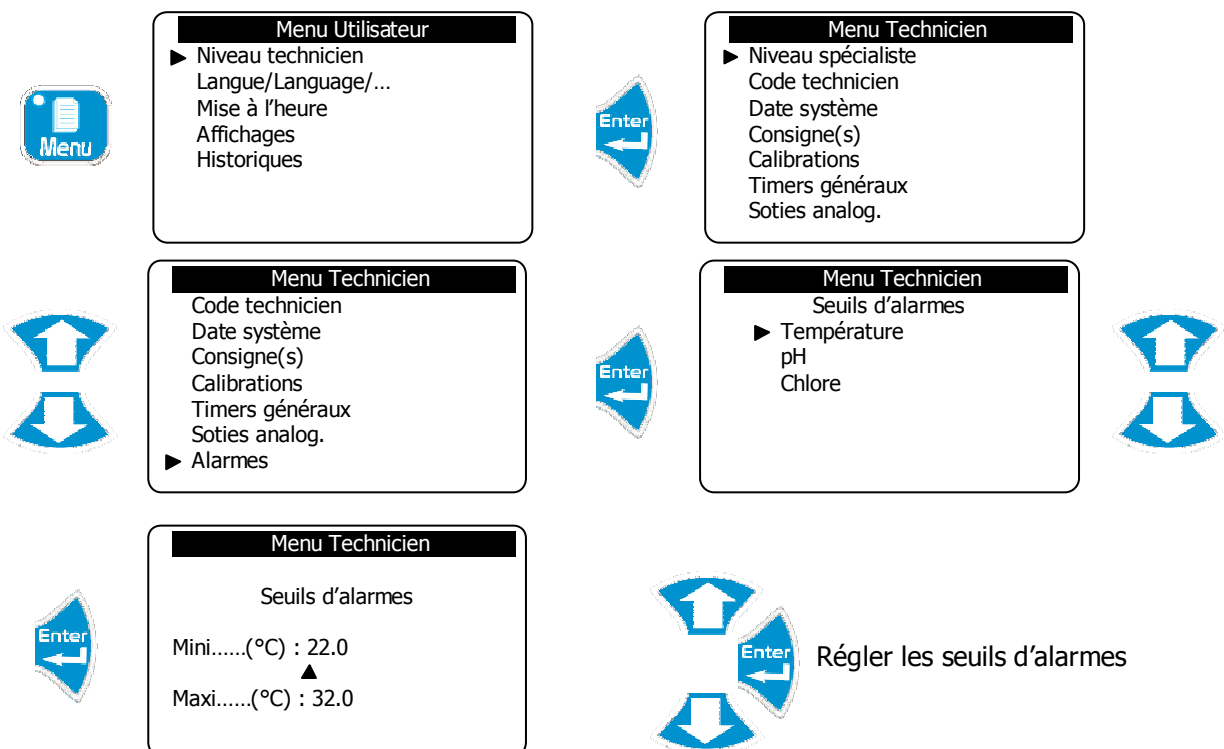 Menu
Menu Utilisateur
Niveau technicien
Langue/Language/…
Mise à l’heure
Affichages
Historiques
Enter
Menu Technicien
Niveau spécialiste
Code technicien
Date système
Consigne(s)
Calibrations
Timers généraux
Soties analog.
Menu Technicien
Code technicien
Date système
Consigne(s)
Calibrations
Timers généraux
Soties analog.
Alarmes
Enter
Menu Technicien
Seuils d’alarmes
Température
pH
Chlore
Enter
Menu Technicien
Seuils d’alarmes
Mini……(°C) : 22.0
Maxi……(°C) : 32.0
Enter
Régler les seuils d’alarmes